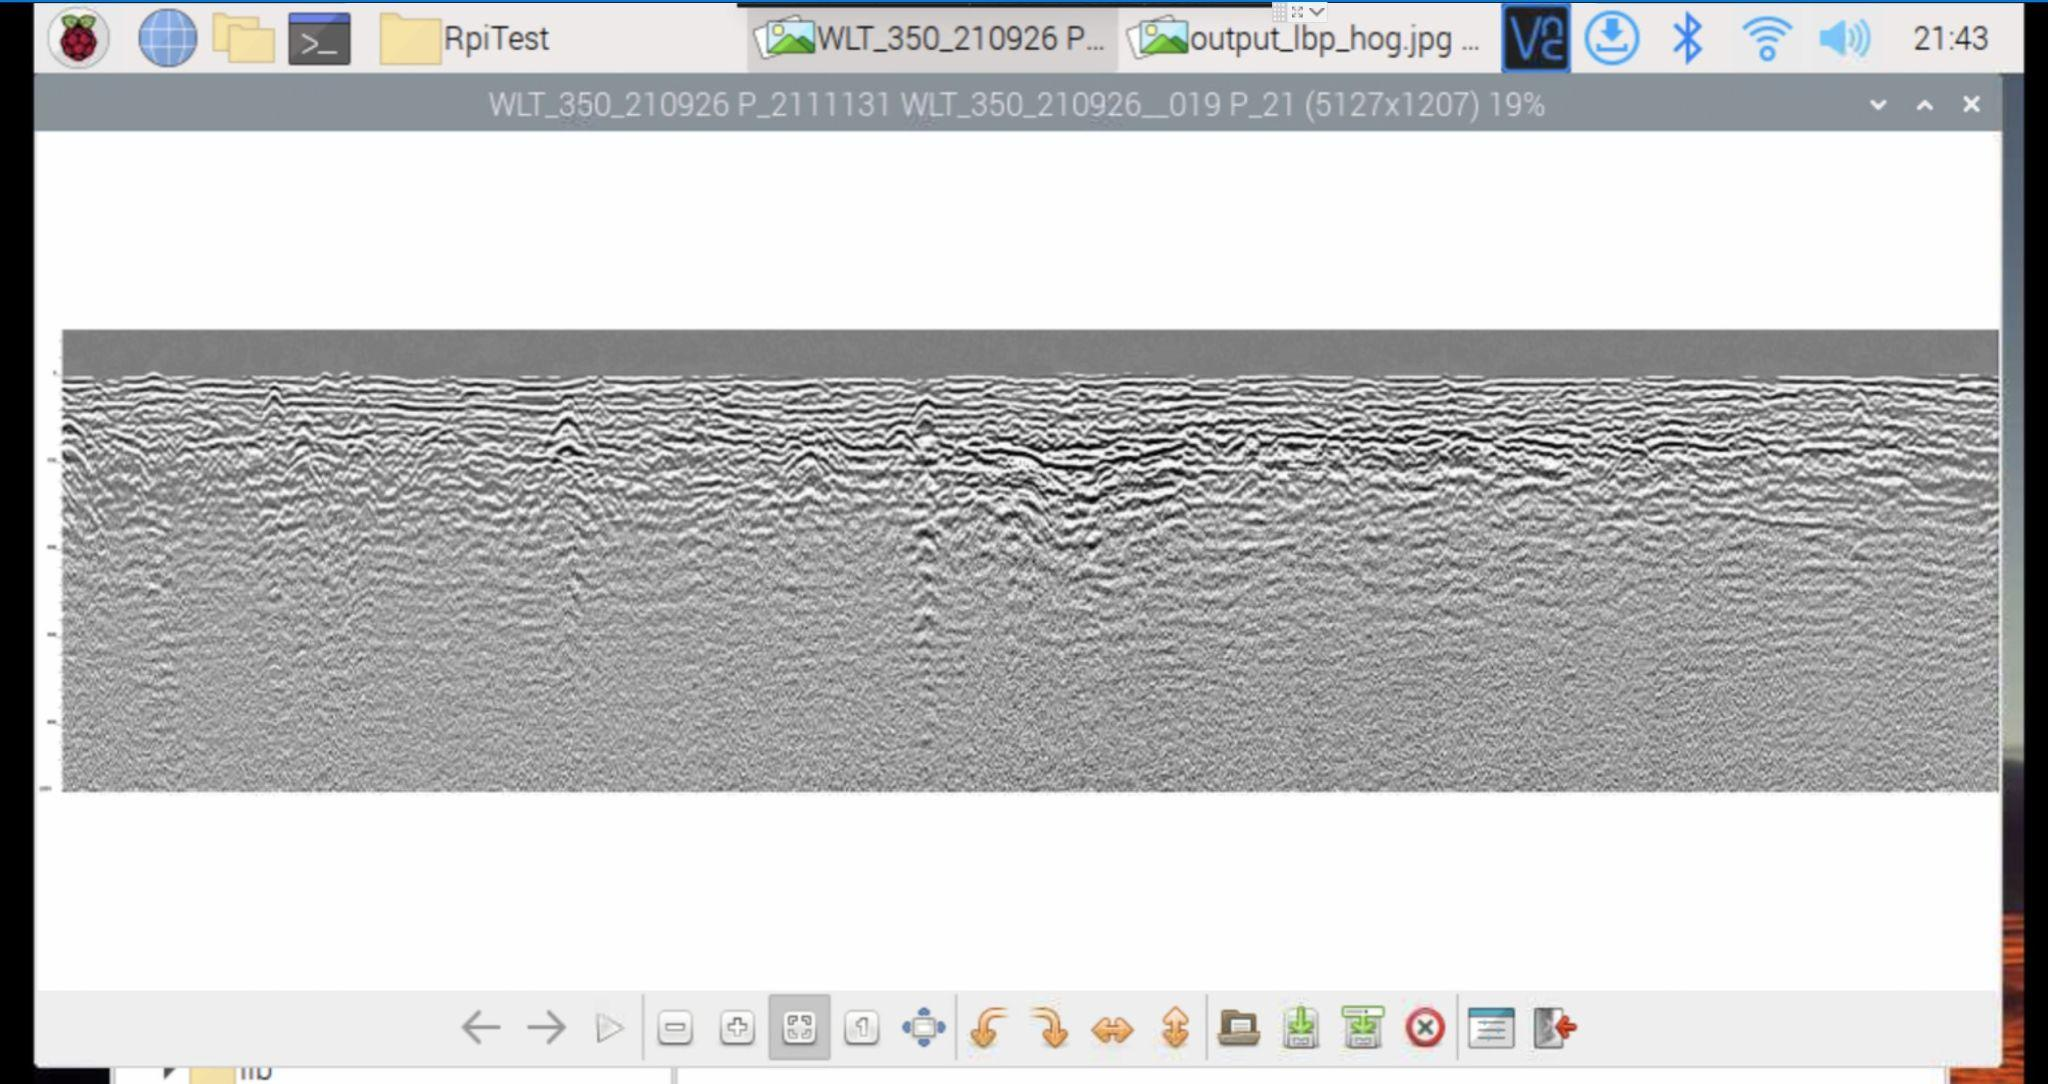 RpiTest
WLT_350_210926 P...
output_lbp_hog.jpg ...
21:43
WLT_350_210926 P_2111131 WLT_350_210926__019 P_21 (5127x1207) 19%
lib